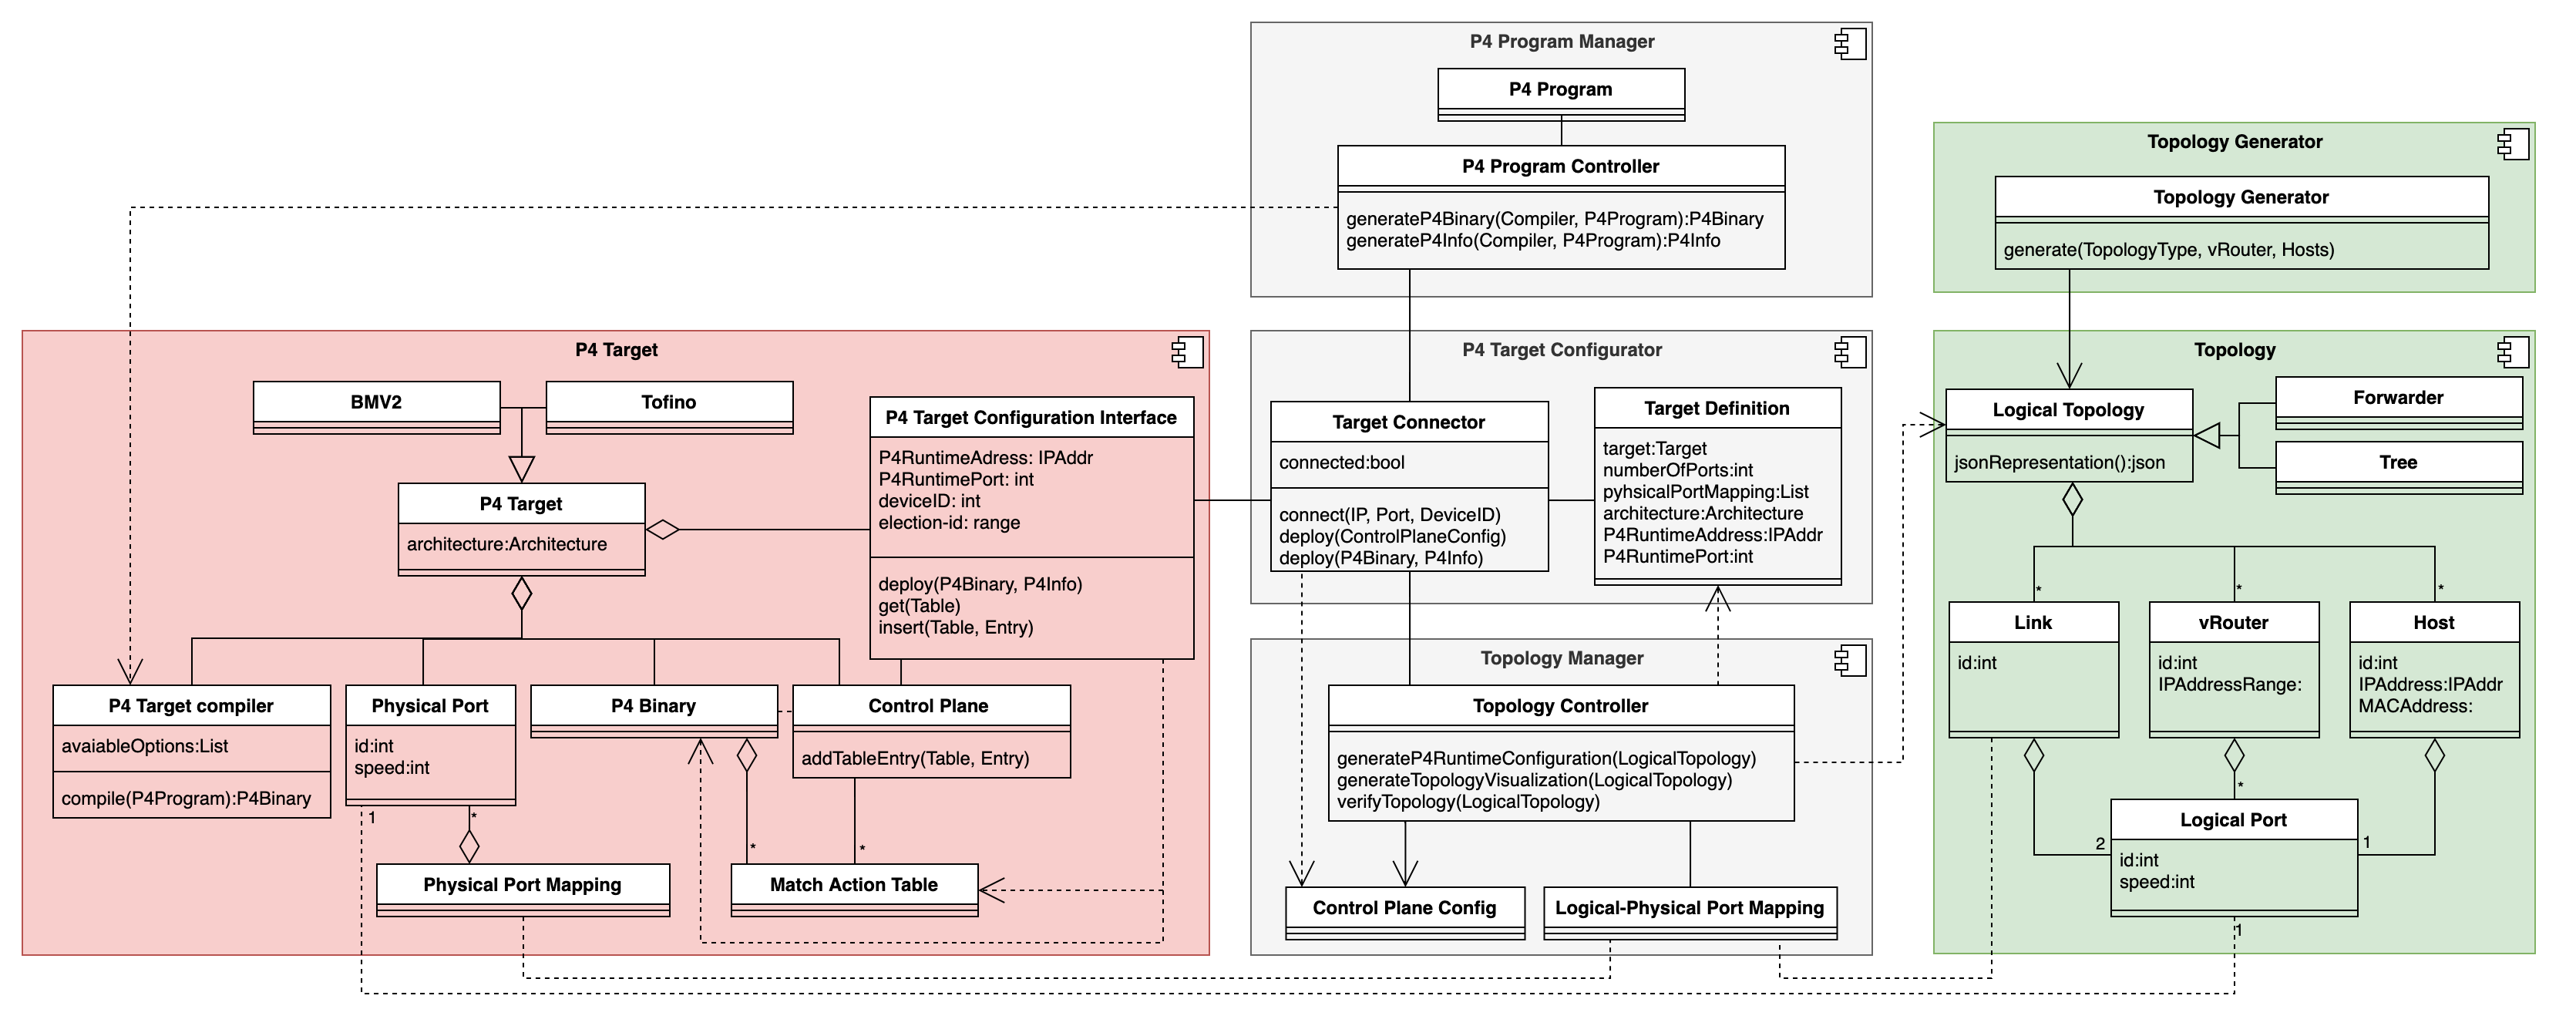 P4 Program Manager
P4 Program
P4 Program Controller
generateP4Binary(Compiler, P4Program):P4Binary
generateP4Info(Compiler, P4Program):P4Info
Topology Generator
Topology Generator
generate(TopologyType, vRouter, Hosts)
P4 Target
BMV2
Tofino
P4 Target
architecture:Architecture
P4 Target Configuration Interface
P4RuntimeAdress: IPAddr
P4RuntimePort: int
deviceID: int
election-id: range
deploy(P4Binary, P4Info)
get(Table)
insert(Table, Entry)
P4 Target compiler
avaiableOptions:List
compile(P4Program):P4Binary
Physical Port
id:int
speed:int
1
*
P4 Binary
Control Plane
addTableEntry(Table, Entry)
*
*
Physical Port Mapping
Match Action Table
P4 Target Configurator
Target Connector
connected:bool
connect(IP, Port, DeviceID)
deploy(ControlPlaneConfig)
deploy(P4Binary, P4Info)
Target Definition
target:Target
numberOfPorts:int
pyhsicalPortMapping:List
architecture:Architecture
P4RuntimeAddress:IPAddr
P4RuntimePort:int
Topology Manager
Topology Controller
generateP4RuntimeConfiguration(LogicalTopology)
generateTopologyVisualization(LogicalTopology)
verifyTopology(LogicalTopology)
Control Plane Config
Logical-Physical Port Mapping
Topology
Logical Topology
jsonRepresentation():json
Forwarder
Tree
*
*
*
Link
id:int
vRouter
id:int
IPAddressRange:
Host
id:int
IPAddress:IPAddr
MACAddress:
*
2
1
Logical Port
id:int
speed:int
1